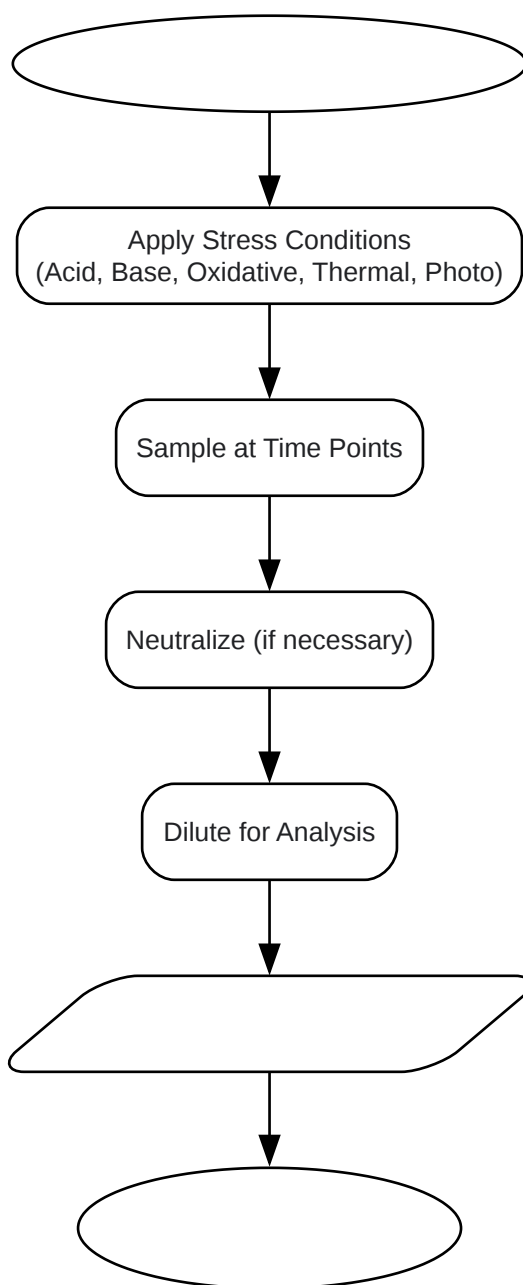 Apply Stress Conditions
(Acid, Base, Oxidative, Thermal, Photo)
Sample at Time Points
Neutralize (if necessary)
Dilute for Analysis